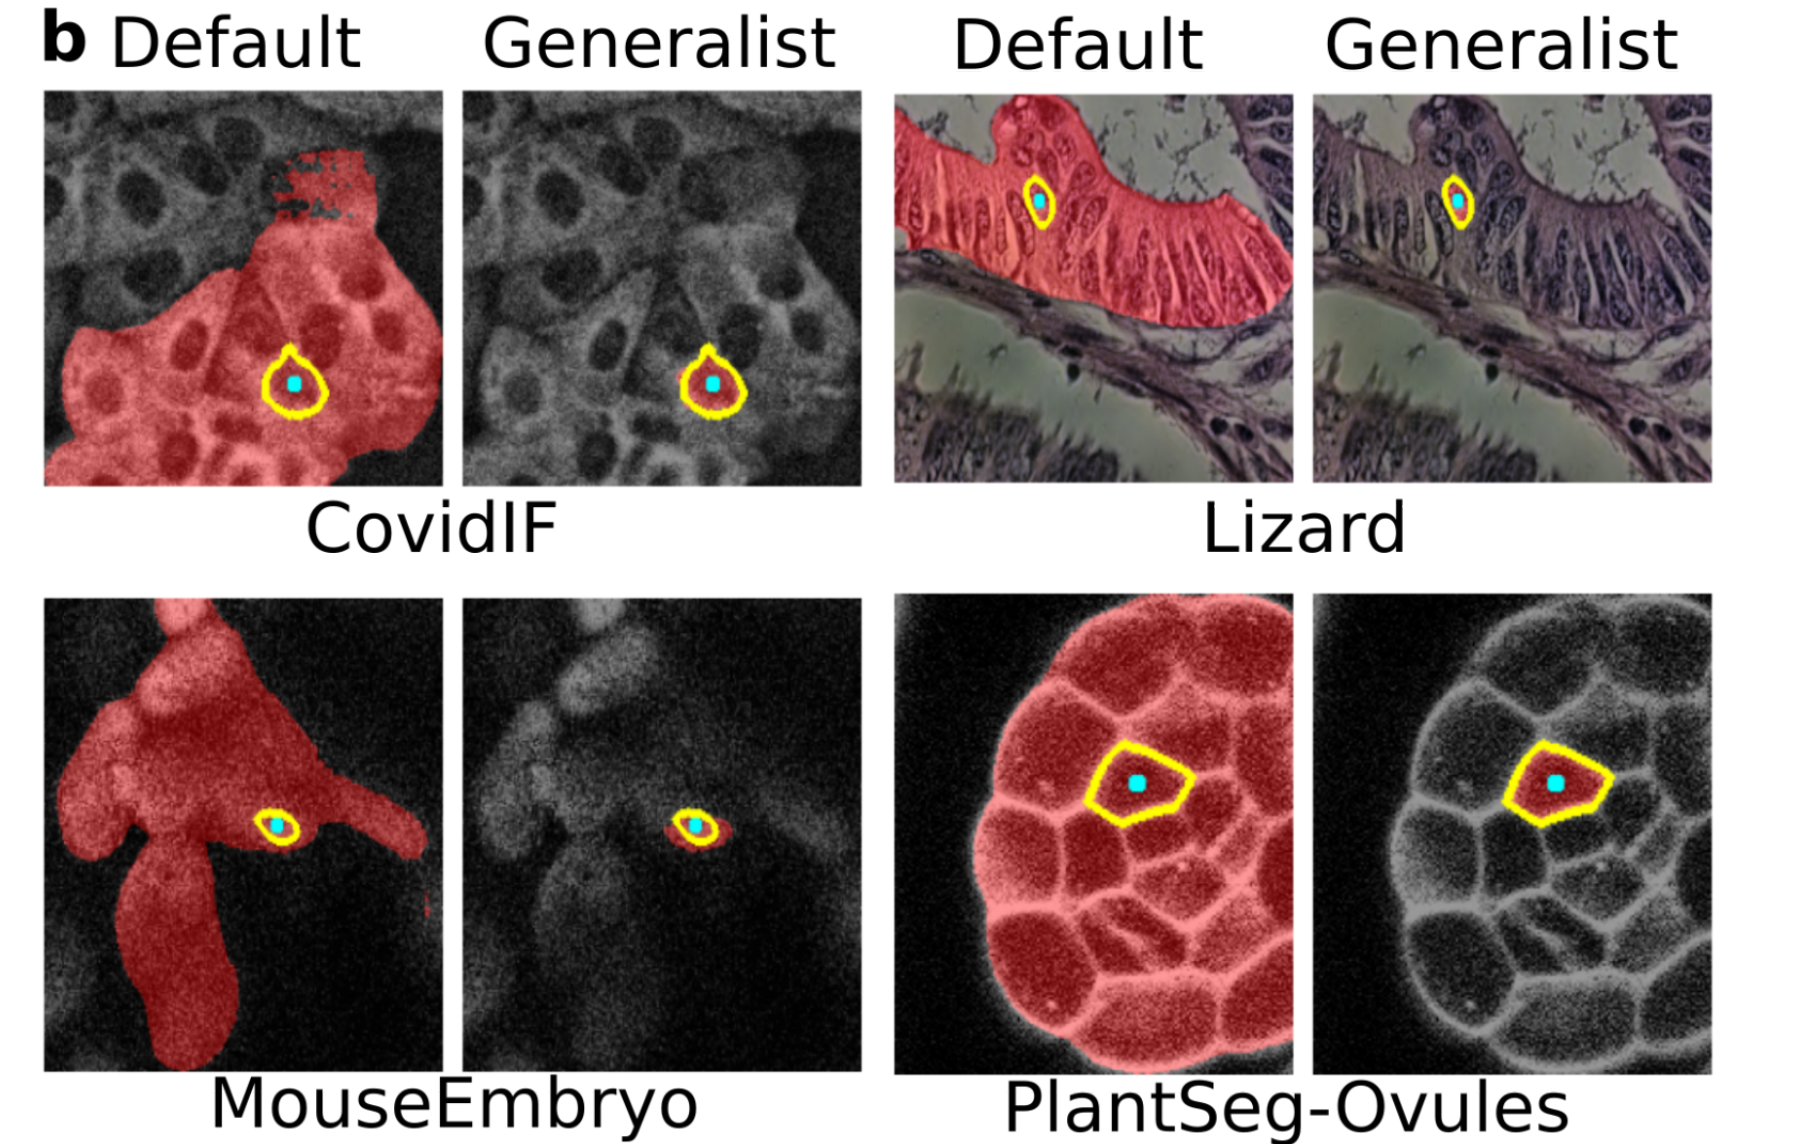 b Default Generalist Default Generalist
CovidIF Lizard
MouseEmbryo PlantSeg-Ovules